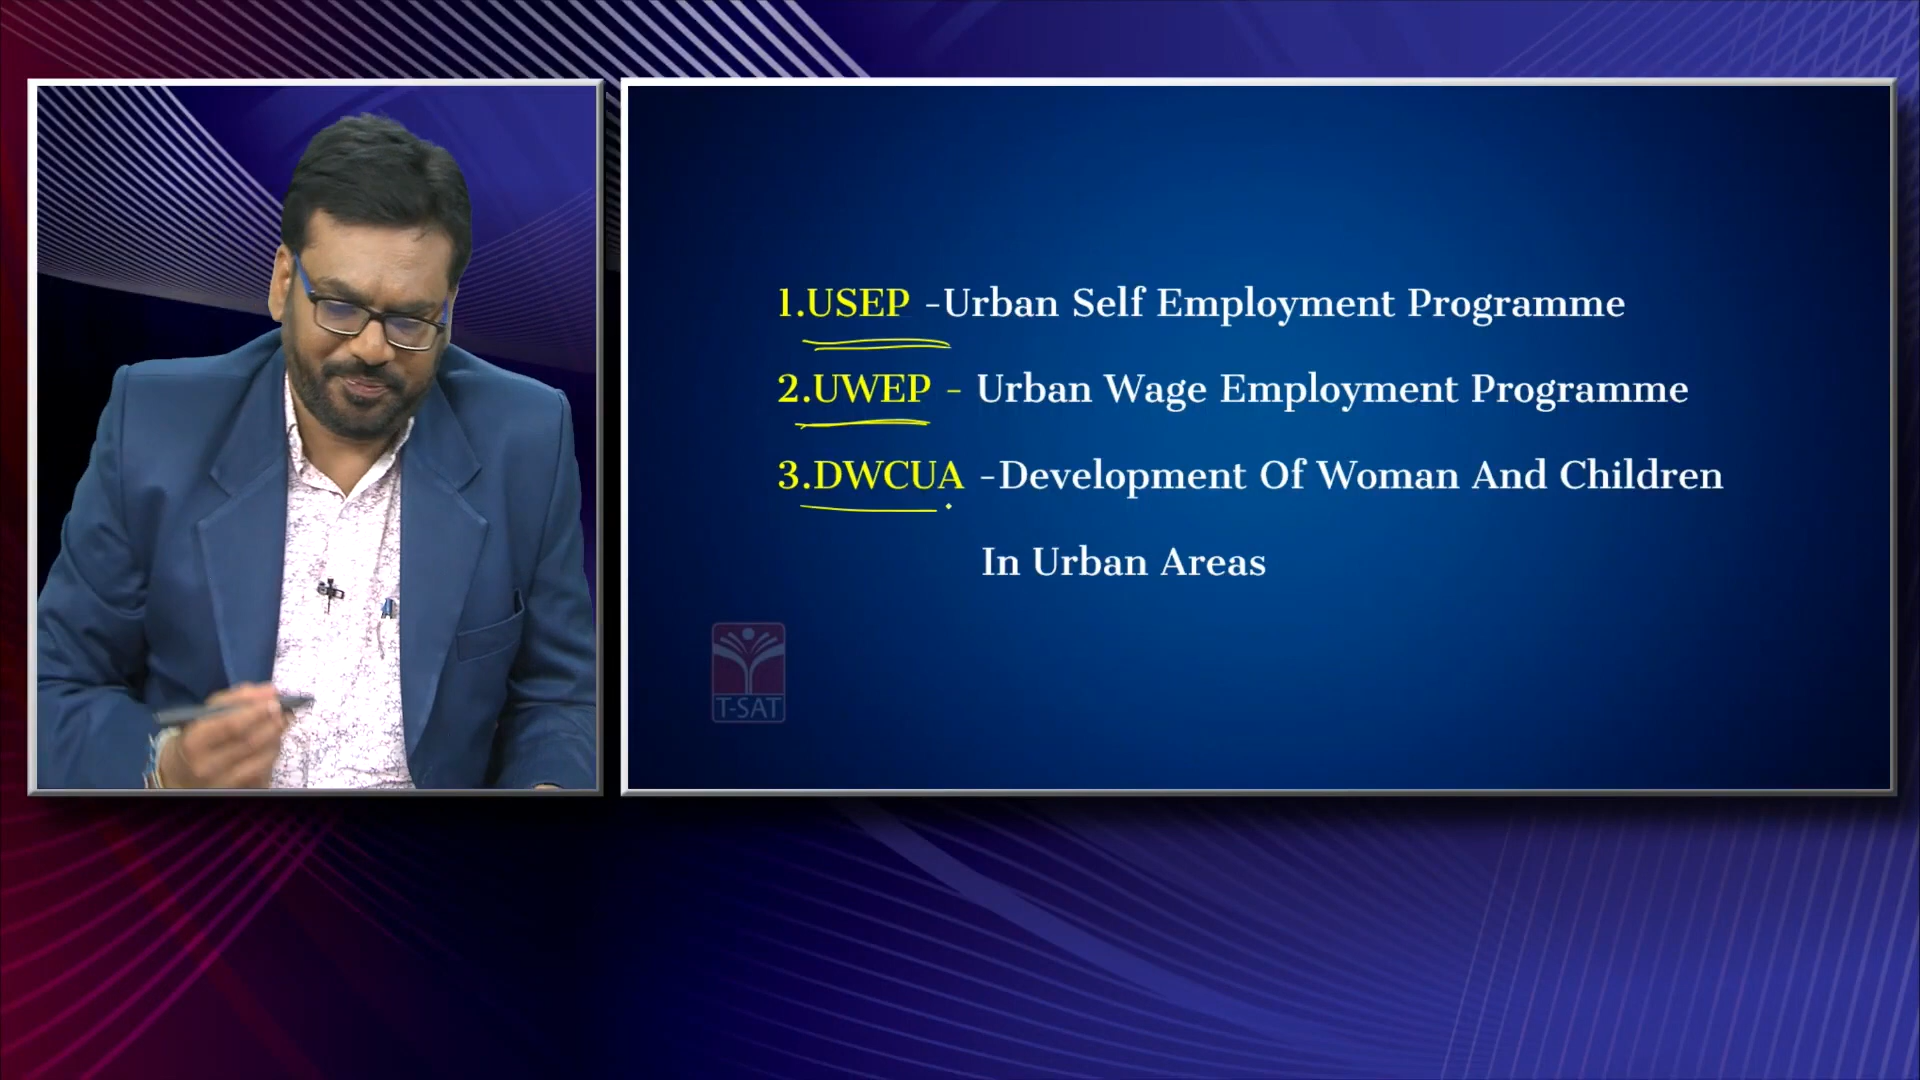 1.USEP -Urban Self Employment Programme
2.UWEP - Urban Wage Employment Programme
3.DWCUA -Development Of Woman And Children
In Urban Areas
T-SAT